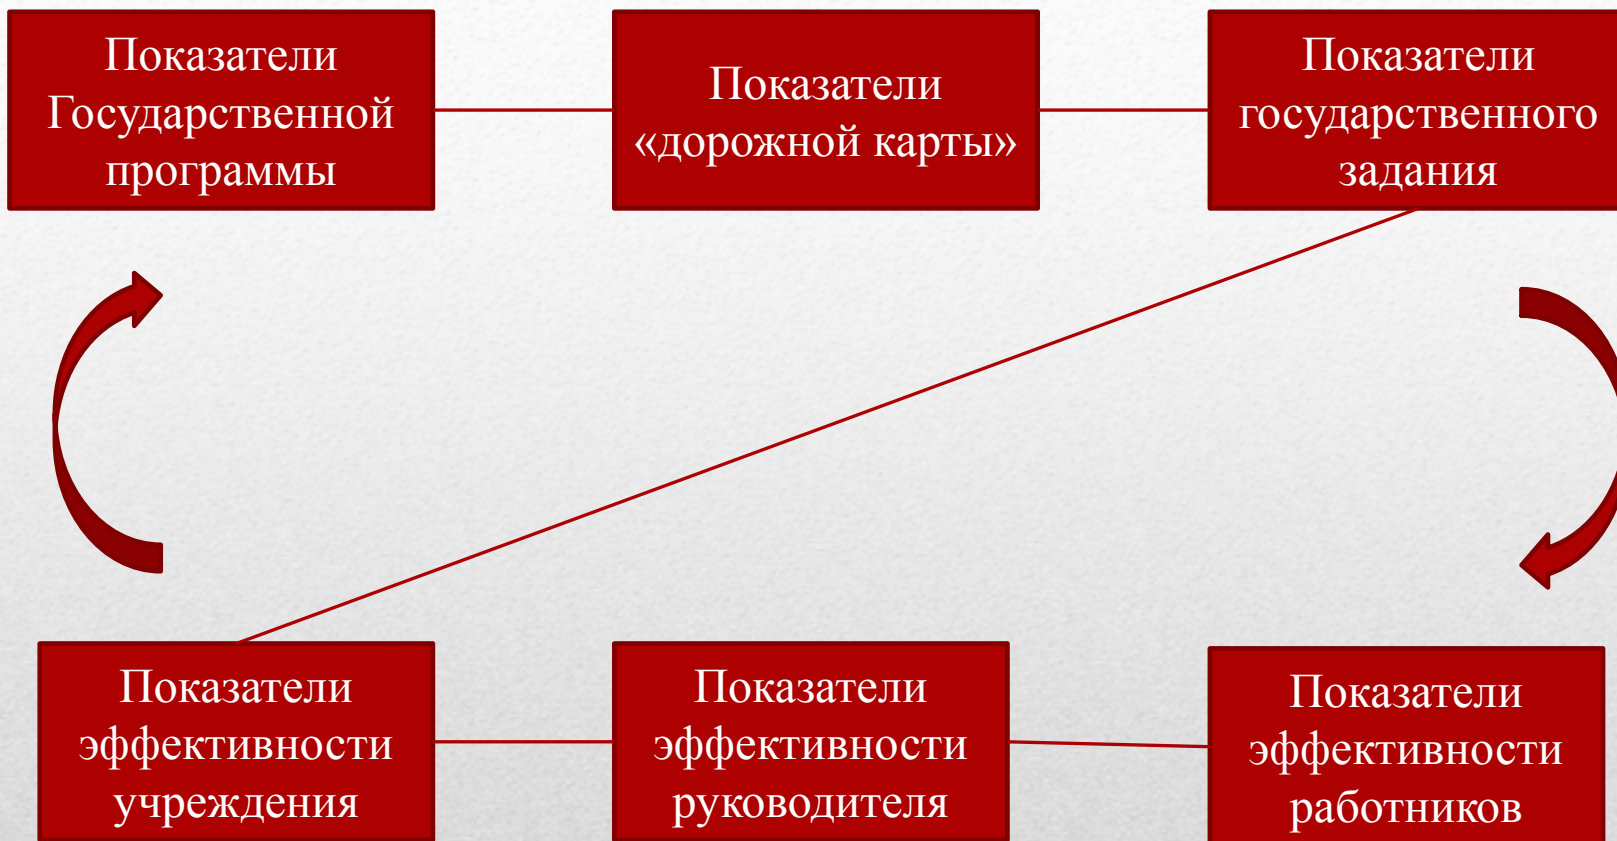 Показатели
Государственной
программы
Показатели
«дорожной карты»
Показатели
государственного
задания
Показатели
эффективности
учреждения
Показатели
эффективности
руководителя
Показатели
эффективности
работников